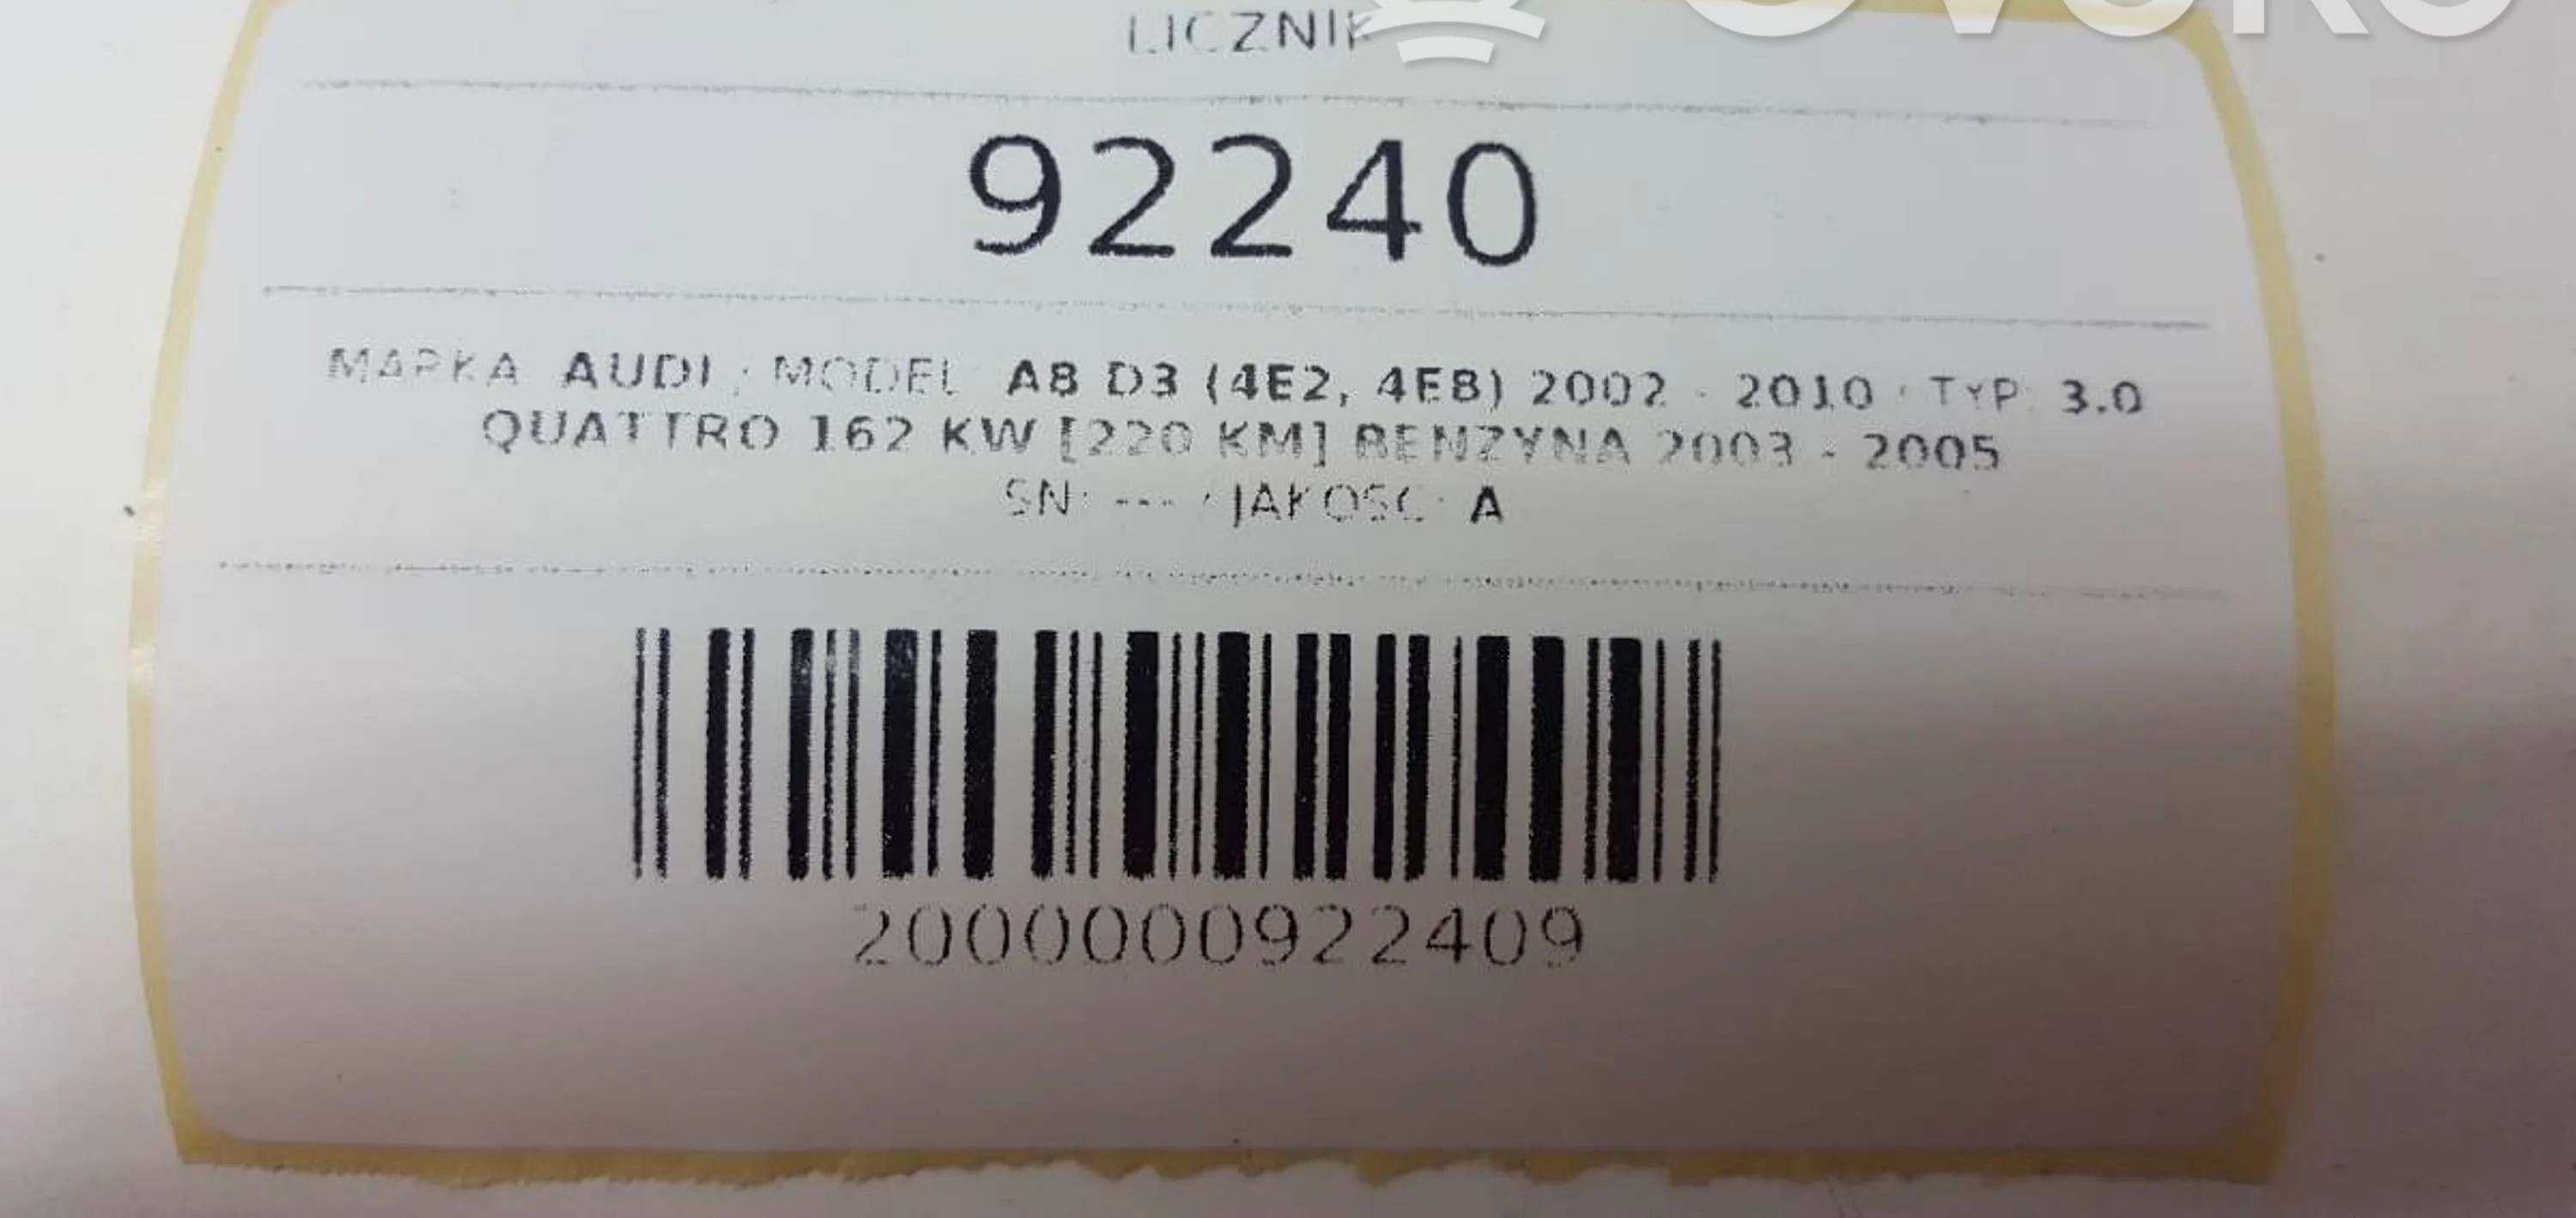 LICZNIK
92240
MARKA: AUDI / MODEL: A8 D3 (4E2, 4E8) 2002 - 2010 / TYP: 3.0
QUATTRO 162 KW [220 KM] BENZYNA 2003 - 2005
SN: --- / JAKOŚĆ: A
2000000922409